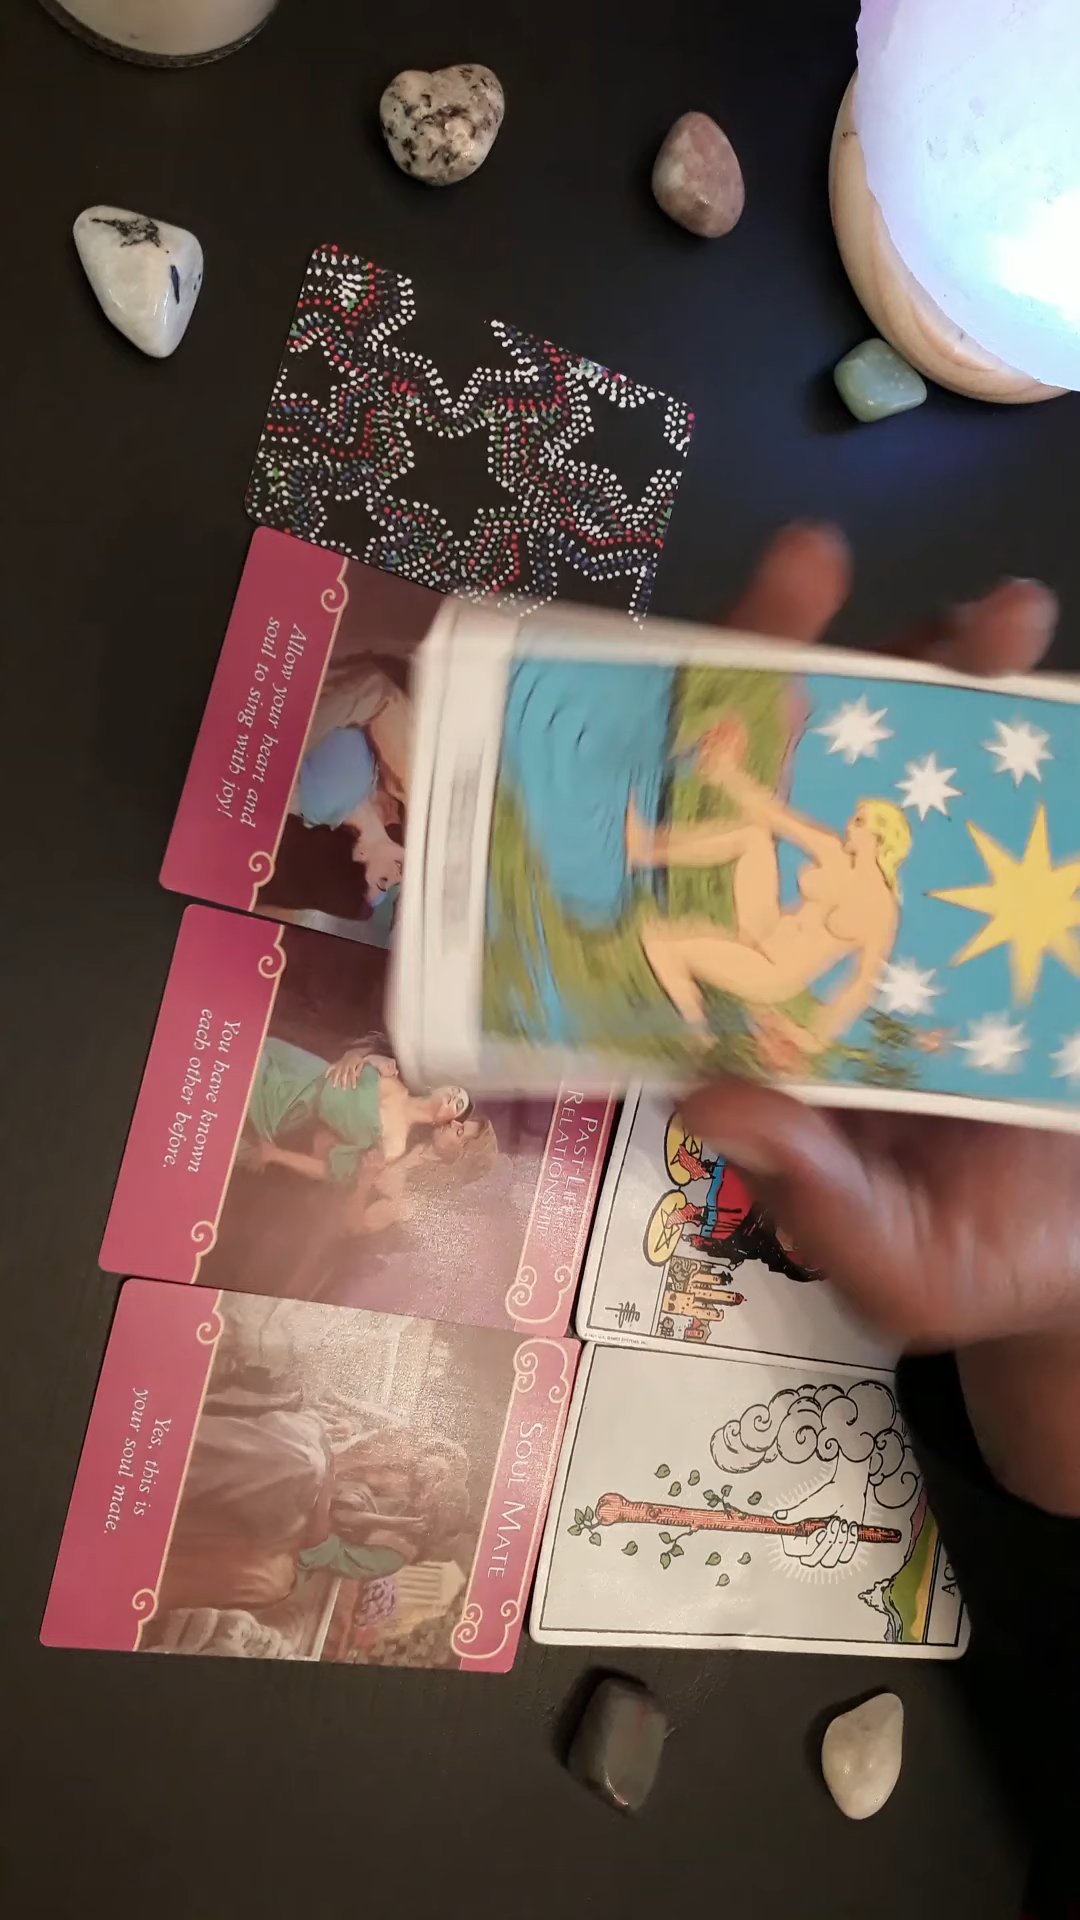 Allow your heart and
soul to sing with joy!
PAST-LIFE
RELATIONSHIP
You have known
each other before.
SOUL MATE
Yes, this is
your soul mate.